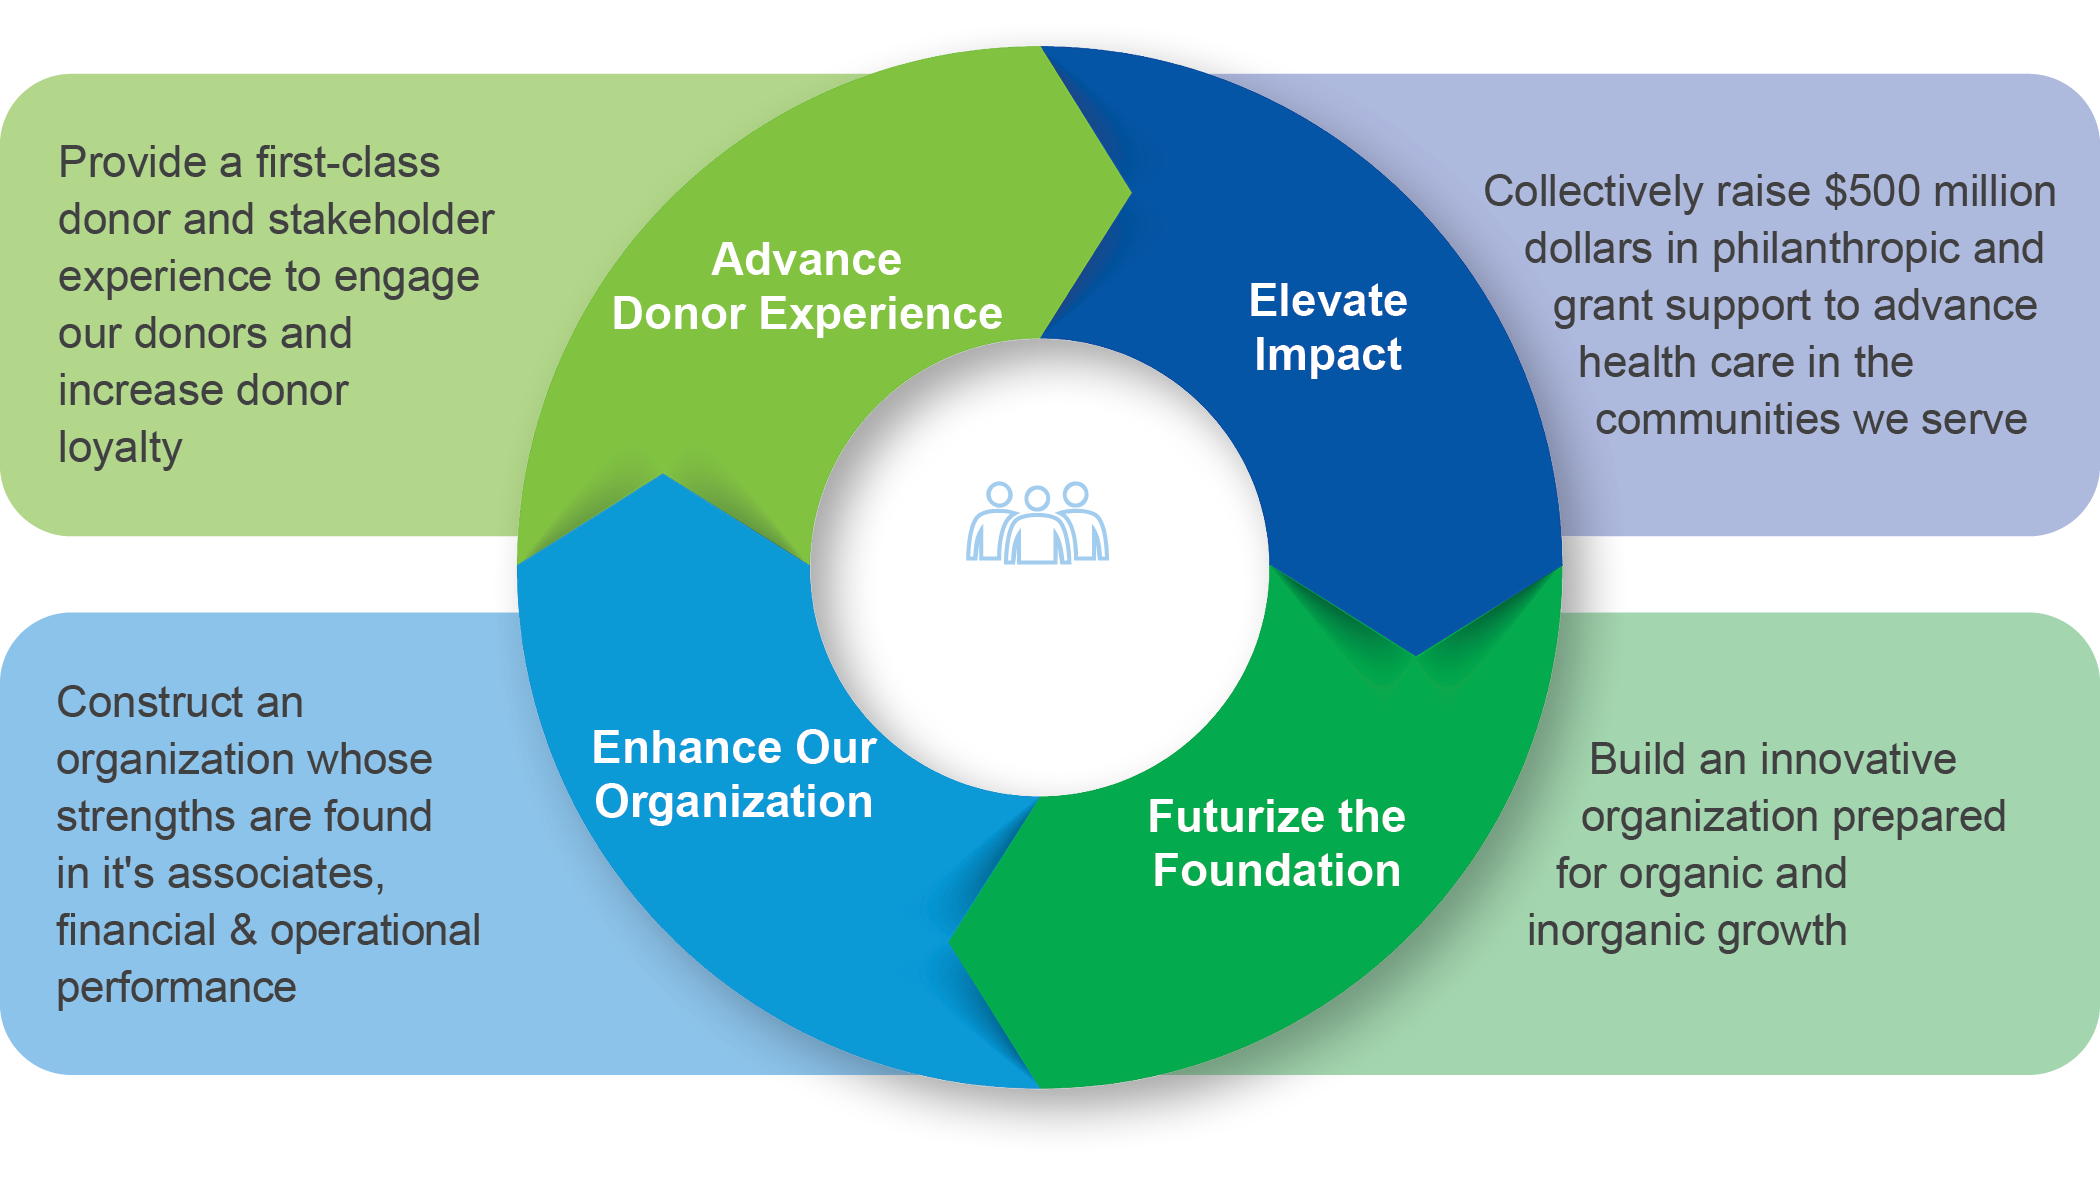 Provide a first-class
donor and stakeholder
experience to engage
our donors and
increase donor
loyalty
Advance
Donor Experience
Elevate
Impact
Collectively raise $500 million
dollars in philanthropic and
grant support to advance
health care in the
communities we serve
Construct an
organization whose
strengths are found
in it's associates,
financial & operational
performance
Enhance Our
Organization
Futurize the
Foundation
Build an innovative
organization prepared
for organic and
inorganic growth